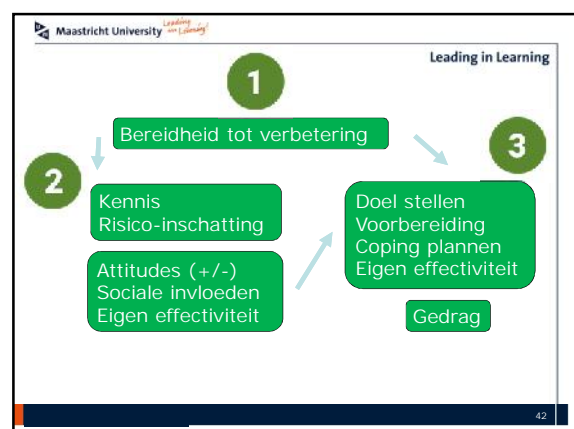 Maastricht University
Leading in Learning!
Leading in Learning
1
Bereidheid tot verbetering
2
Kennis
Risico-inschatting
Attitudes (+/-)
Sociale invloeden
Eigen effectiviteit
3
Doel stellen
Voorbereiding
Coping plannen
Eigen effectiviteit
Gedrag
42